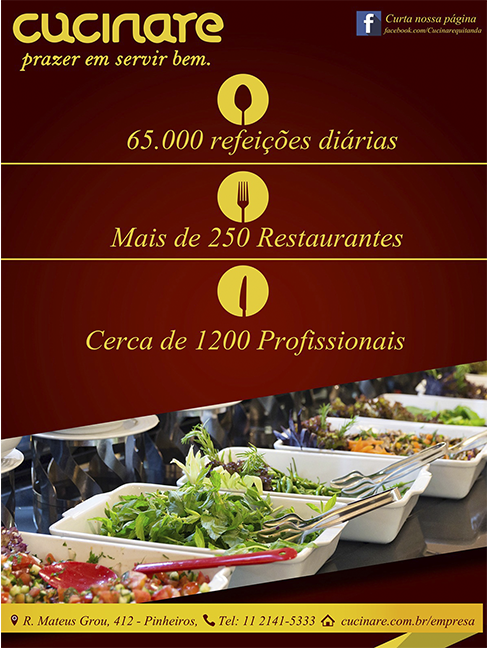 cucinare
prazer em servir bem.
Curta nossa página
facebook.com/Cucinarequitanda
65.000 refeições diárias
Mais de 250 Restaurantes
Cerca de 1200 Profissionais
R. Mateus Grou, 412 - Pinheiros, Tel: 11 2141-5333 cucinare.com.br/empresa